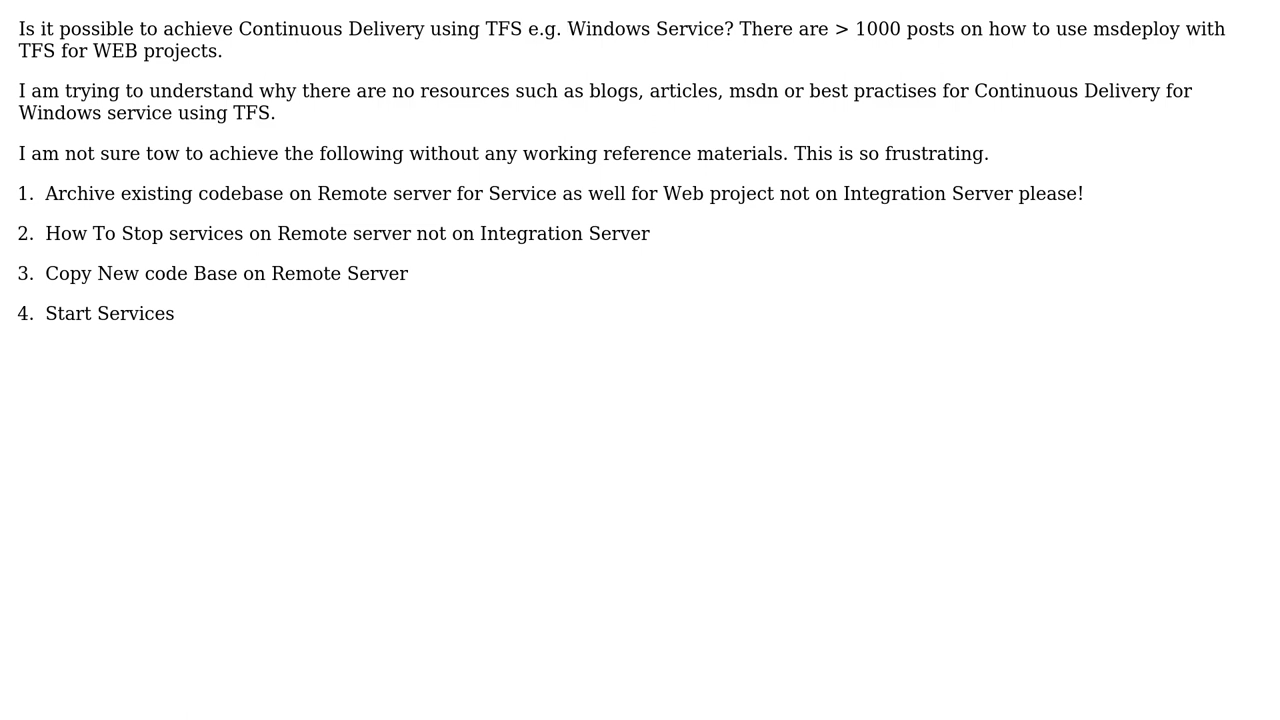 Is it possible to achieve Continuous Delivery using TFS e.g. Windows Service? There are > 1000 posts on how to use msdeploy with
TFS for WEB projects.
I am trying to understand why there are no resources such as blogs, articles, msdn or best practises for Continuous Delivery for
Windows service using TFS.
I am not sure tow to achieve the following without any working reference materials. This is so frustrating.
1. Archive existing codebase on Remote server for Service as well for Web project not on Integration Server please!
2. How To Stop services on Remote server not on Integration Server
3. Copy New code Base on Remote Server
4. Start Services